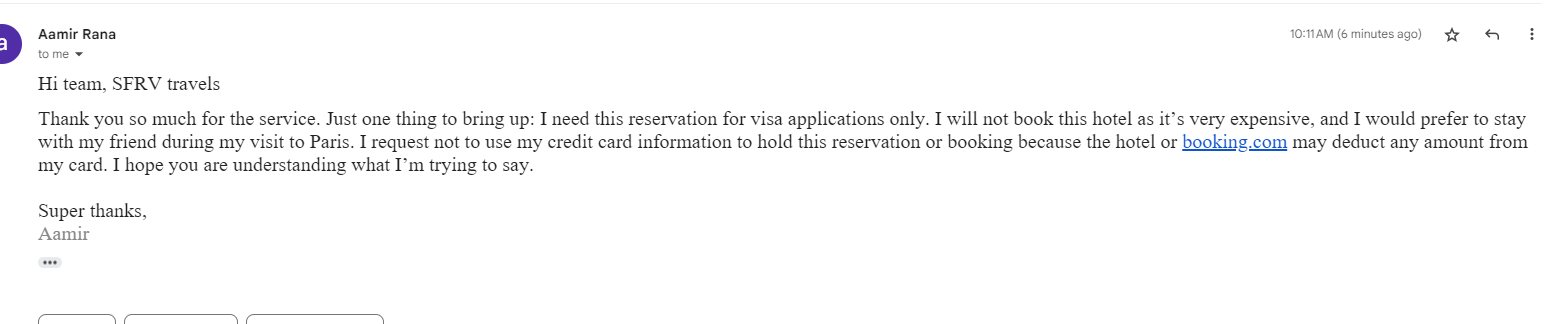 a
Aamir Rana
10:11 AM (6 minutes ago)
to me
Hi team, SFRV travels
Thank you so much for the service. Just one thing to bring up: I need this reservation for visa applications only. I will not book this hotel as it’s very expensive, and I would prefer to stay
with my friend during my visit to Paris. I request not to use my credit card information to hold this reservation or booking because the hotel or booking.com may deduct any amount from
my card. I hope you are understanding what I’m trying to say.
Super thanks,
Aamir